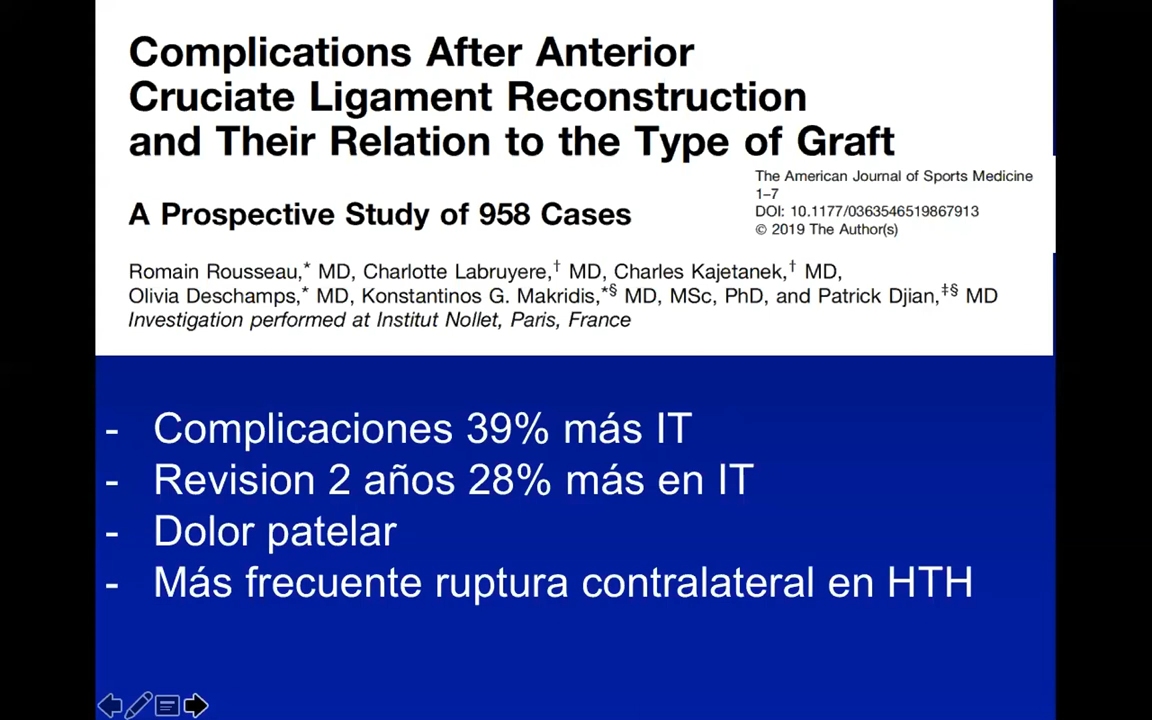 Complications After Anterior
Cruciate Ligament Reconstruction
and Their Relation to the Type of Graft
The American Journal of Sports Medicine
1–7
DOI: 10.1177/0363546519867913
© 2019 The Author(s)
A Prospective Study of 958 Cases
Romain Rousseau,* MD, Charlotte Labruyere,† MD, Charles Kajetanek,† MD,
Olivia Deschamps,* MD, Konstantinos G. Makridis,*§ MD, MSc, PhD, and Patrick Djian,‡§ MD
Investigation performed at Institut Nollet, Paris, France
- Complicaciones 39% más IT
- Revision 2 años 28% más en IT
- Dolor patelar
- Más frecuente ruptura contralateral en HTH